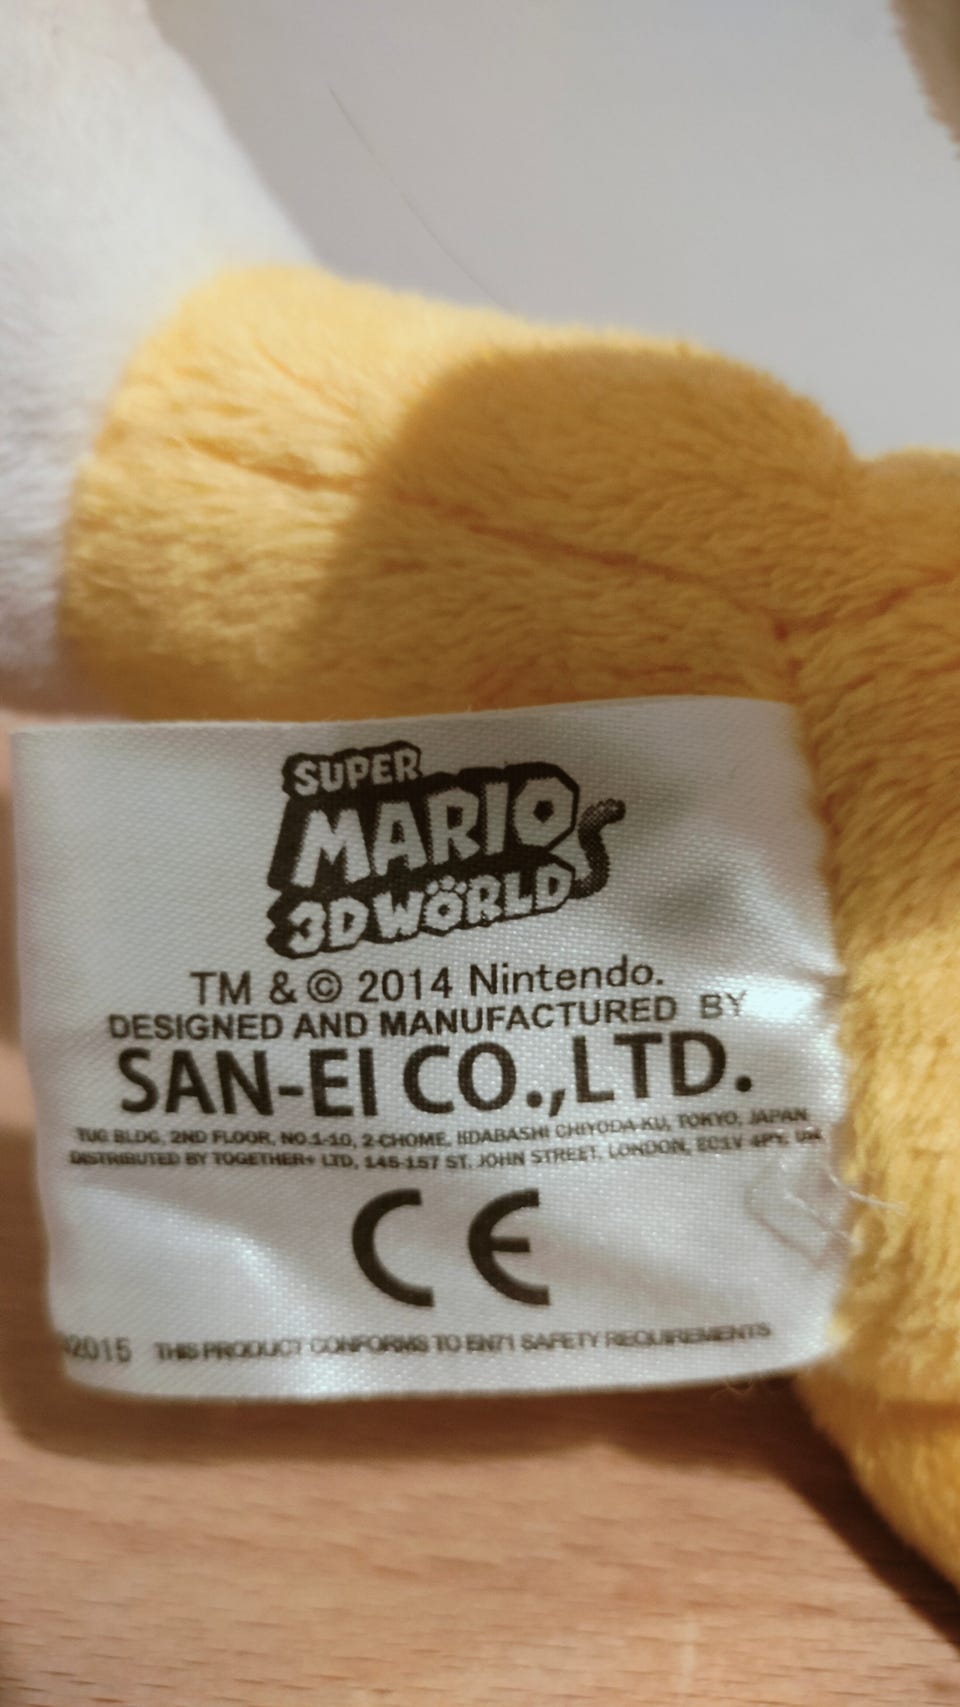 SUPER
MARIO
3D WORLD
TM & © 2014 Nintendo.
DESIGNED AND MANUFACTURED BY
SAN-EI CO.,LTD.
TUG BLDG, 2ND FLOOR, NO.1-10, 2-CHOME, IIDABASHI CHIYODA-KU, TOKYO, JAPAN
DISTRIBUTED BY TOGETHER+ LTD, 145-157 ST. JOHN STREET, LONDON, EC1V 4PY, UK
CE
2015 THIS PRODUCT CONFORMS TO EN71 SAFETY REQUIREMENTS